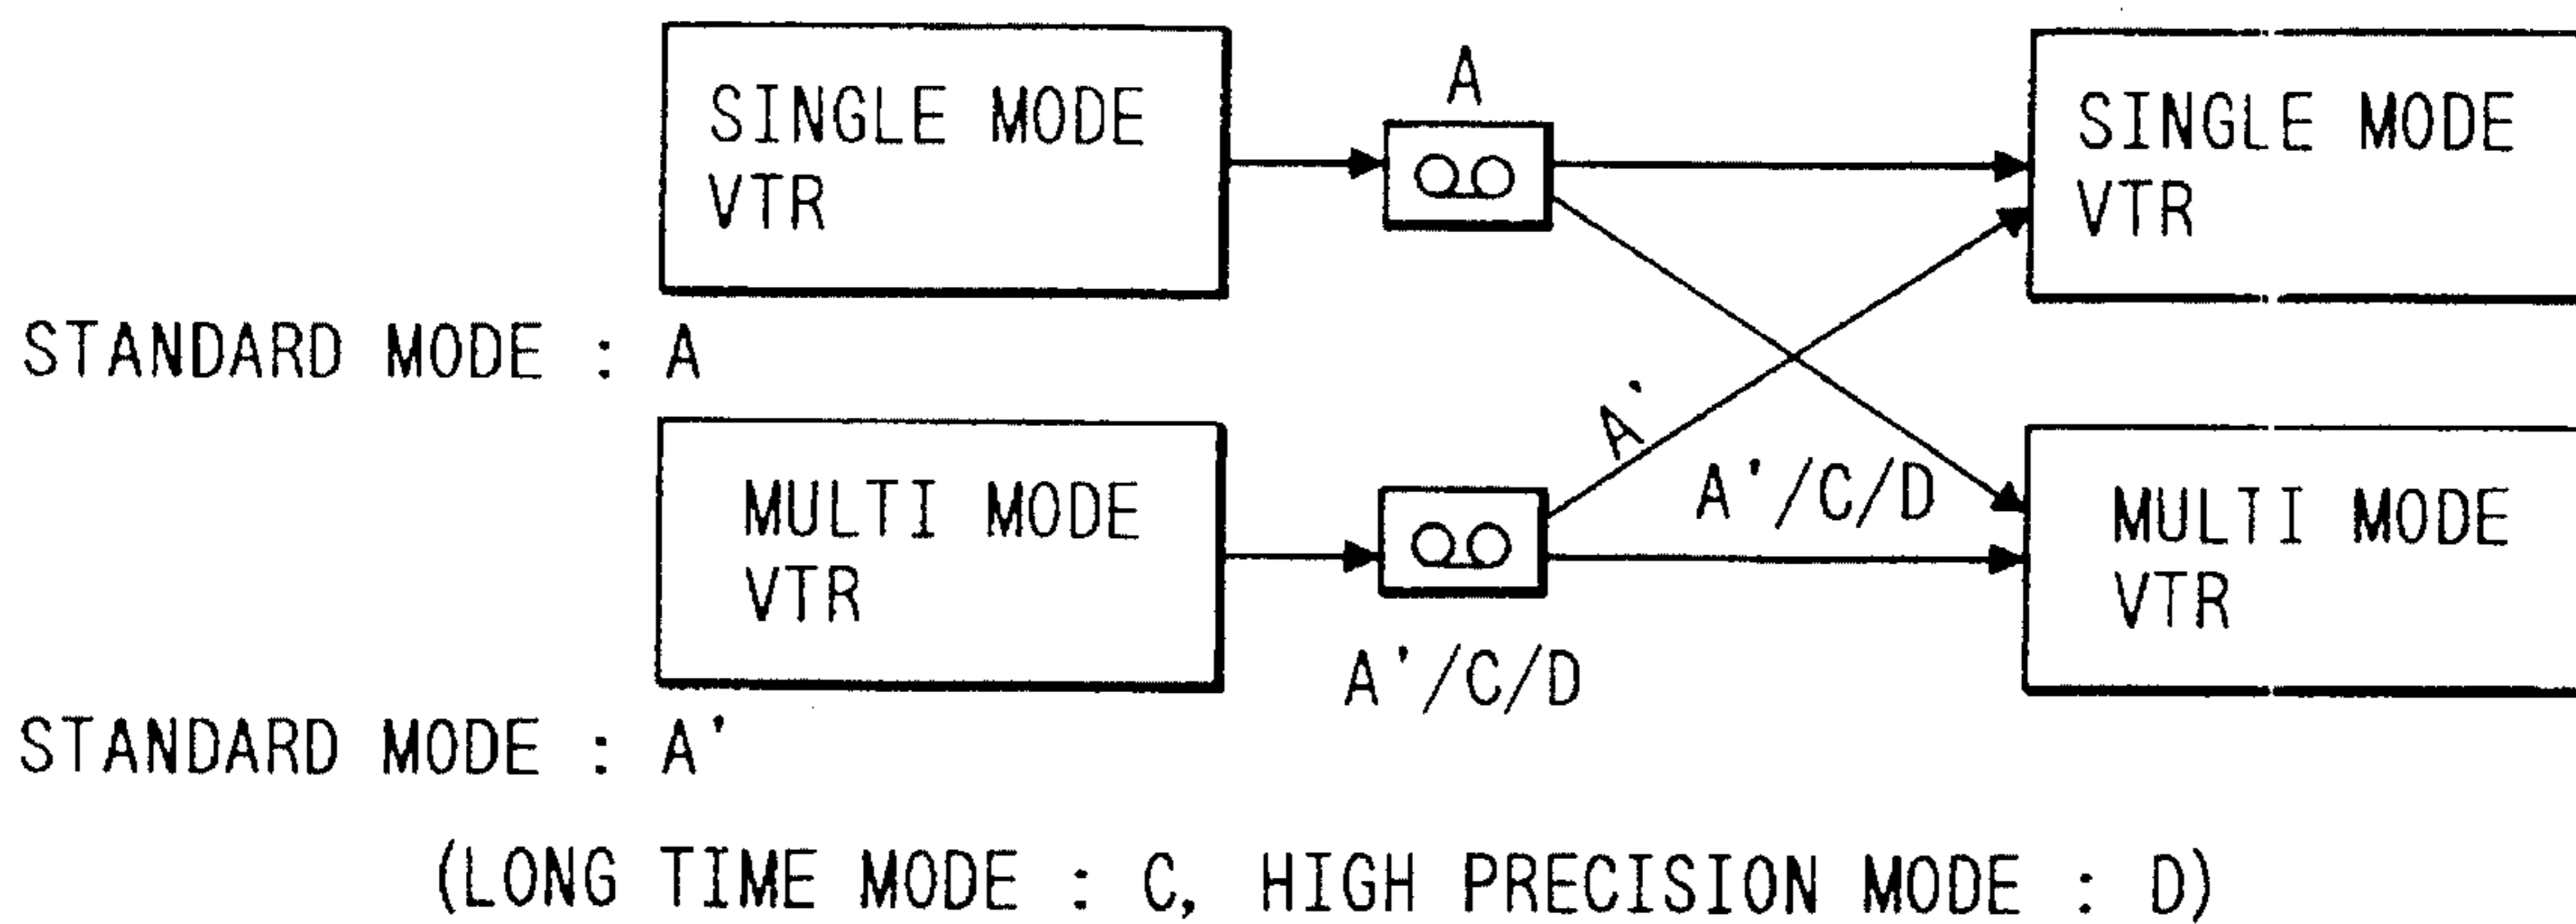 A
SINGLE MODE
VTR
SINGLE MODE
VTR
STANDARD MODE : A
A'
MULTI MODE
VTR
A'/C/D
MULTI MODE
VTR
A'/C/D
STANDARD MODE : A'
(LONG TIME MODE : C, HIGH PRECISION MODE : D)